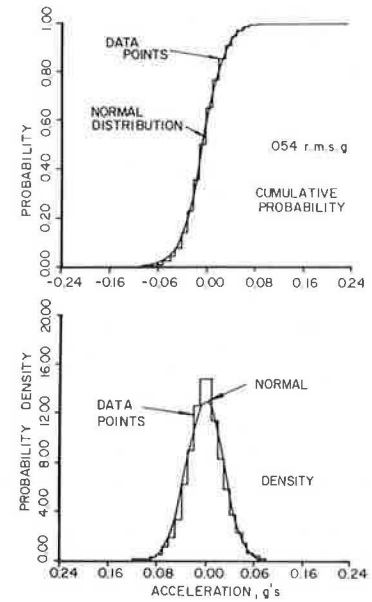 1.00
DATA
POINTS
0.80
0.60
NORMAL
DISTRIBUTION
054 r.m.s.g
PROBABILITY
0.40
CUMULATIVE
PROBABILITY
0.20
0.00
-0.24 -0.16 -0.06 0.00 0.08 0.16 0.24
20.00
16.00
NORMAL
DATA
POINTS
12.00
PROBABILITY DENSITY
8.00
DENSITY
4.00
0.00
0.24 0.16 0.08 0.00 0.08 0.16 0.24
ACCELERATION, g's